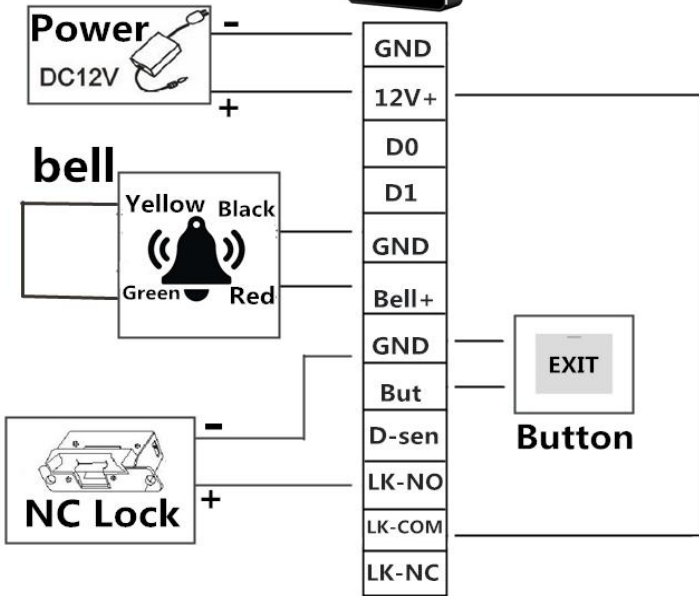 Power
DC12V
-
+
bell
Yellow Black
Green Red
-
+
NC Lock
GND
12V+
D0
D1
GND
Bell+
GND
But
D-sen
LK-NO
LK-COM
LK-NC
EXIT
Button